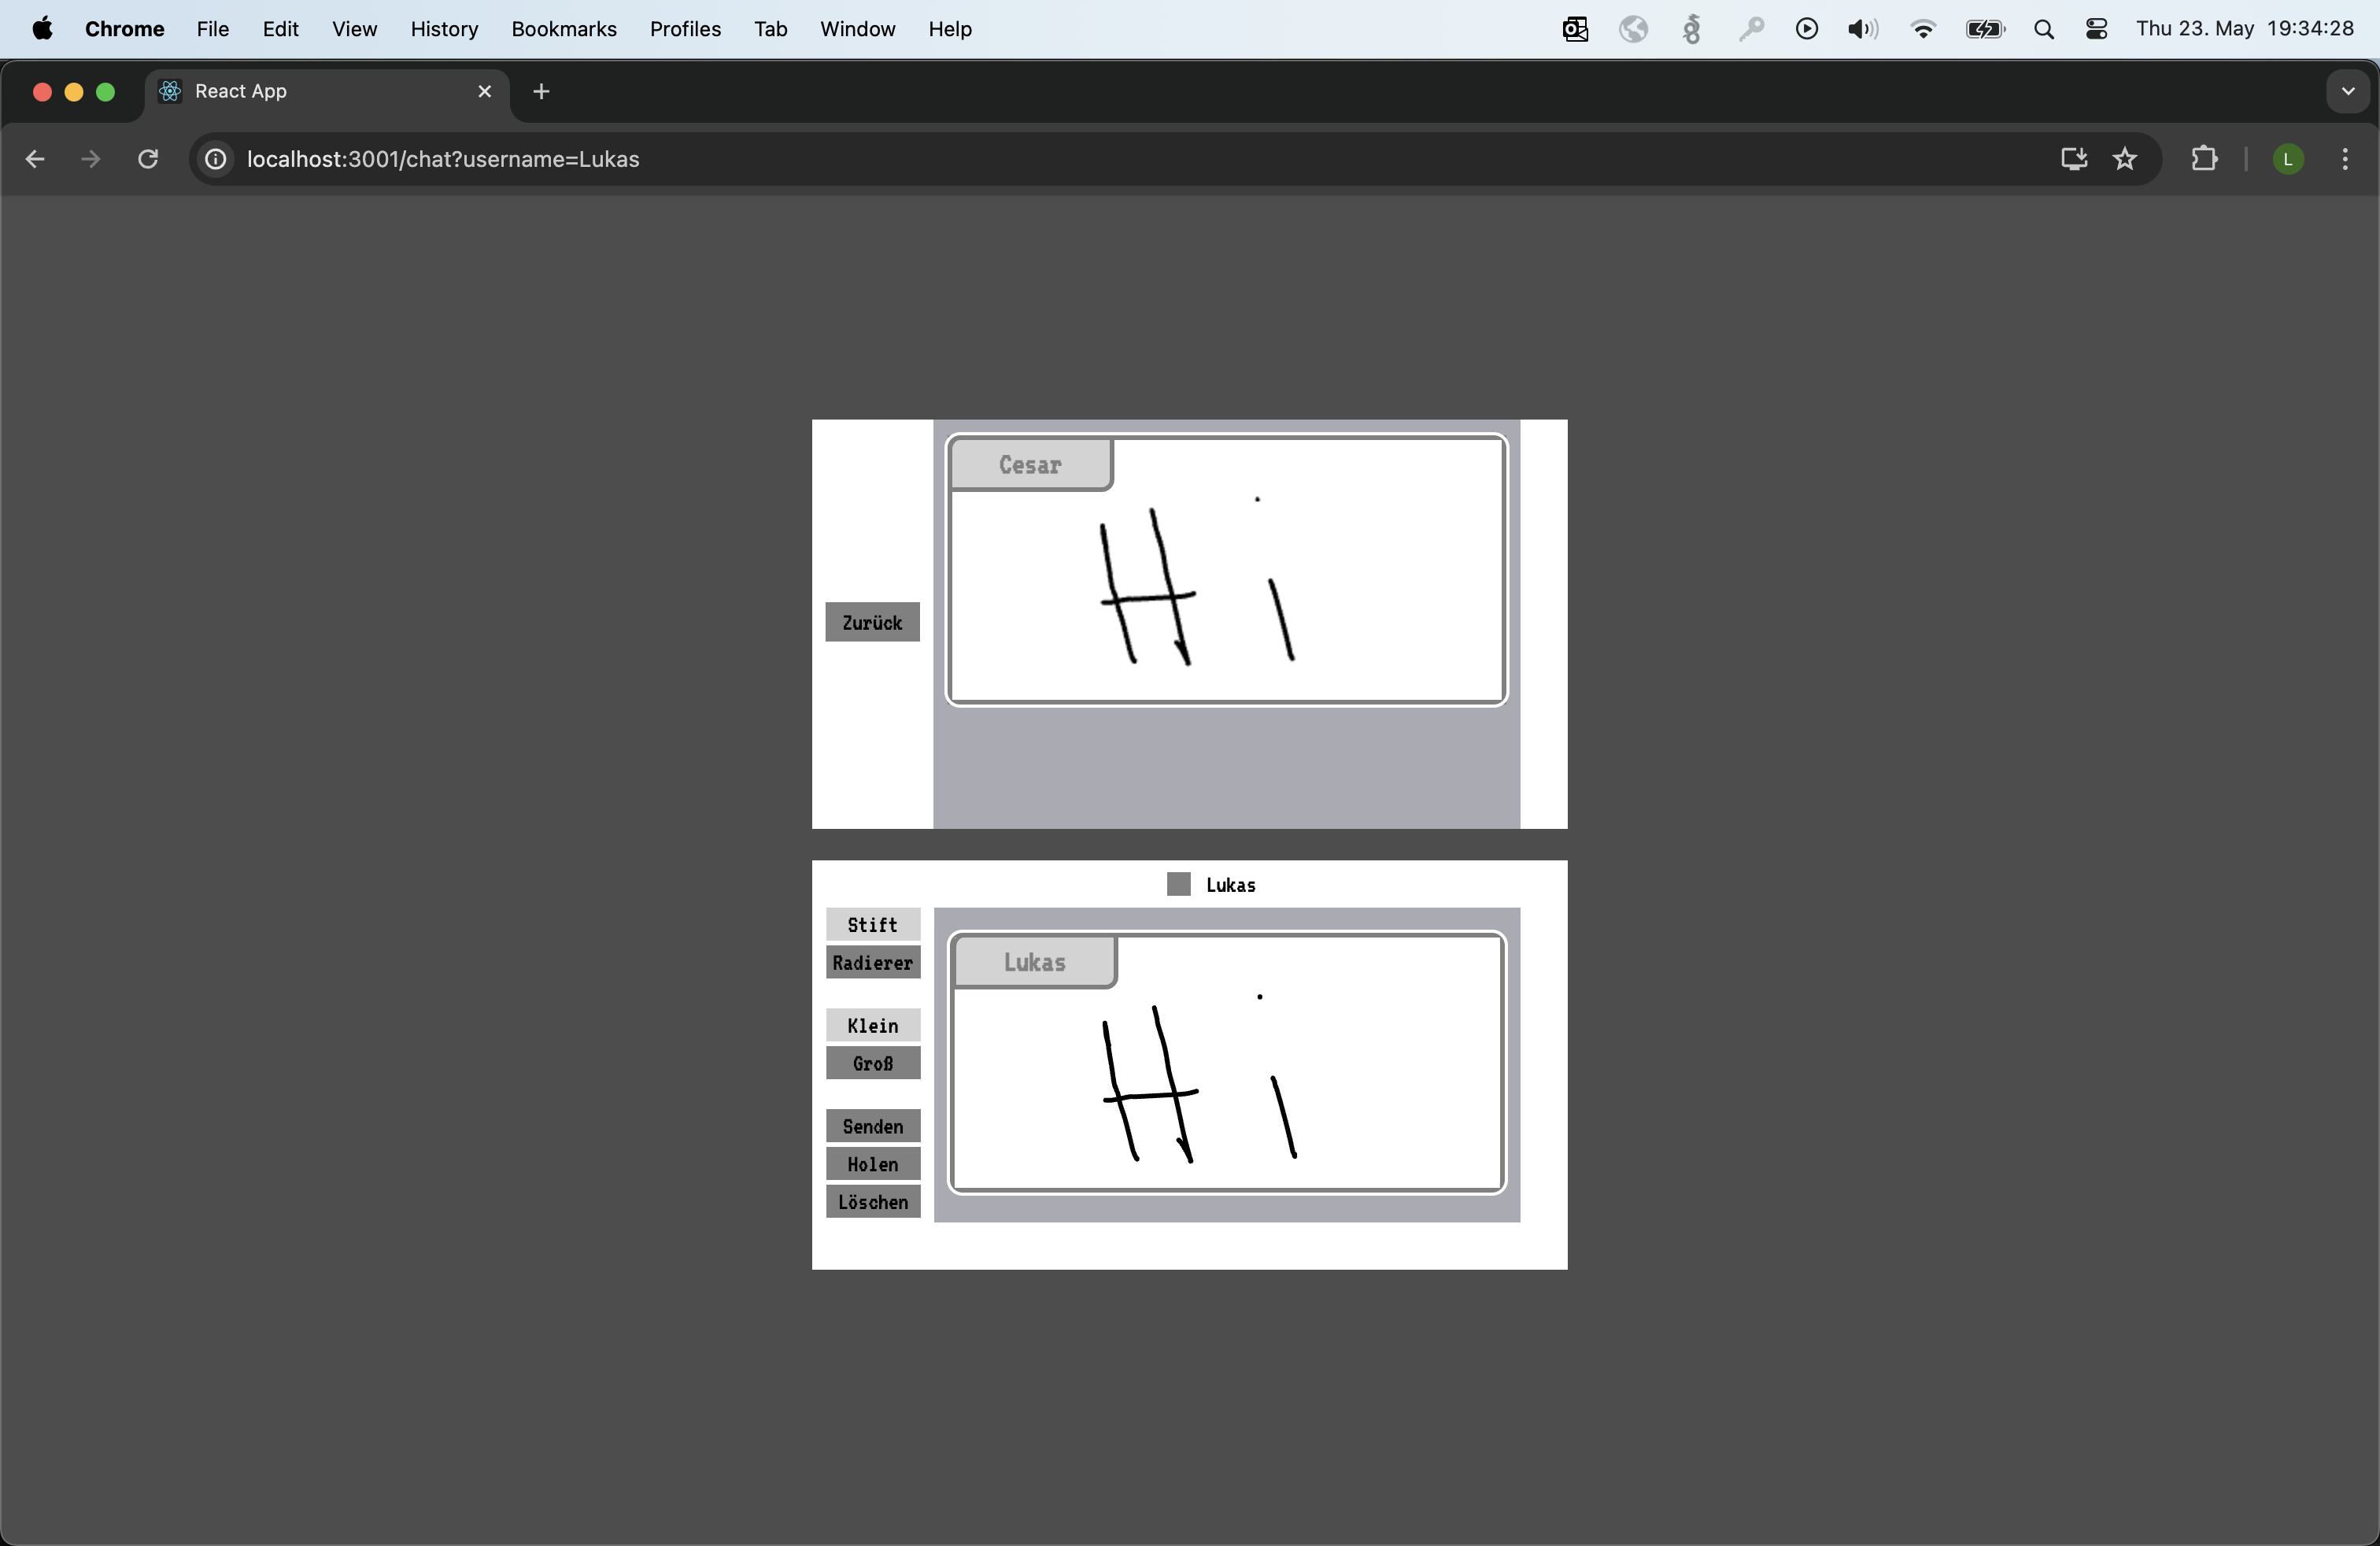 Chrome File Edit View History Bookmarks Profiles Tab Window Help Thu 23. May 19:34:28
React App
localhost:3001/chat?username=Lukas L
Cesar
Hi
Zurück
Lukas
Stift
Radierer
Klein
Groß
Senden
Holen
Löschen
Lukas
Hi